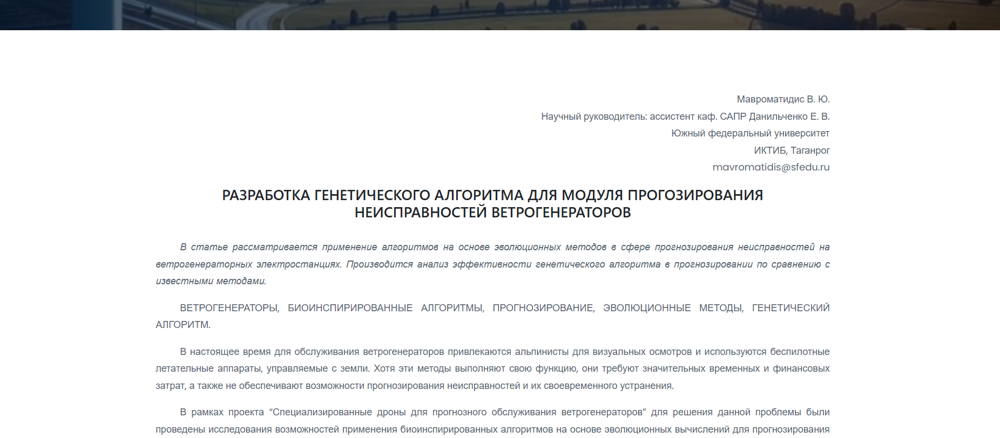 Мавроматидис В. Ю.
Научный руководитель: ассистент каф. САПР Данильченко Е. В.
Южный федеральный университет
ИКТИБ, Таганрог
mavromatidis@sfedu.ru
РАЗРАБОТКА ГЕНЕТИЧЕСКОГО АЛГОРИТМА ДЛЯ МОДУЛЯ ПРОГОЗИРОВАНИЯ
НЕИСПРАВНОСТЕЙ ВЕТРОГЕНЕРАТОРОВ
В статье рассматривается применение алгоритмов на основе эволюционных методов в сфере прогнозирования неисправностей на
ветрогенераторных электростанциях. Производится анализ эффективности генетического алгоритма в прогнозировании по сравнению с
известными методами.
ВЕТРОГЕНЕРАТОРЫ, БИОИНСПИРИРОВАННЫЕ АЛГОРИТМЫ, ПРОГНОЗИРОВАНИЕ, ЭВОЛЮЦИОННЫЕ МЕТОДЫ, ГЕНЕТИЧЕСКИЙ
АЛГОРИТМ.
В настоящее время для обслуживания ветрогенераторов привлекаются альпинисты для визуальных осмотров и используются беспилотные
летательные аппараты, управляемые с земли. Хотя эти методы выполняют свою функцию, они требуют значительных временных и финансовых
затрат, а также не обеспечивают возможности прогнозирования неисправностей и их своевременного устранения.
В рамках проекта “Специализированные дроны для прогнозного обслуживания ветрогенераторов” для решения данной проблемы были
проведены исследования возможностей применения биоинспирированных алгоритмов на основе эволюционных вычислений для прогнозирования